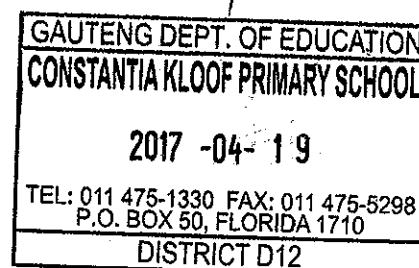 GAUTENG DEPT. OF EDUCATION
CONSTANTIA KLOOF PRIMARY SCHOOL
2017 -04- 19
TEL: 011 475-1330 FAX: 011 475-5298
P.O. BOX 50, FLORIDA 1710
DISTRICT D12